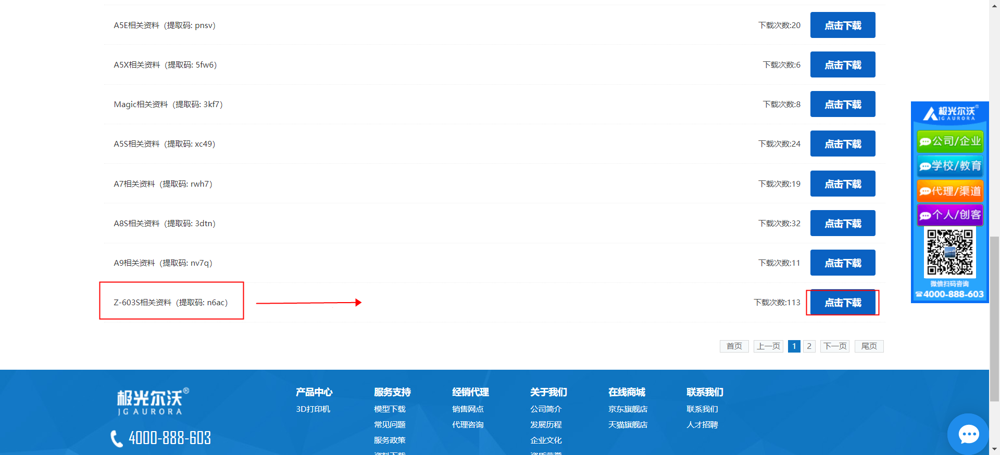 A5E相关资料（提取码: pnsv） 下载次数:20 点击下载
A5X相关资料（提取码: 5fw6） 下载次数:6 点击下载
Magic相关资料（提取码: 3kf7） 下载次数:8 点击下载
A5S相关资料（提取码: xc49） 下载次数:24 点击下载
A7相关资料（提取码: rwh7） 下载次数:19 点击下载
A8S相关资料（提取码: 3dtn） 下载次数:32 点击下载
A9相关资料（提取码: nv7q） 下载次数:11 点击下载
Z-603S相关资料（提取码: n6ac） 下载次数:113 点击下载
首页 上一页 1 2 下一页 尾页
极光尔沃®
JG AURORA
公司/企业
学校/教育
代理/渠道
个人/创客
微信扫码咨询
☎4000-888-603
极光尔沃®
JG AURORA
4000-888-603
产品中心
3D打印机
服务支持
模型下载
常见问题
服务政策
资料下载
经销代理
销售网点
代理咨询
关于我们
公司简介
发展历程
企业文化
资质荣誉
在线商城
京东旗舰店
天猫旗舰店
联系我们
联系我们
人才招聘